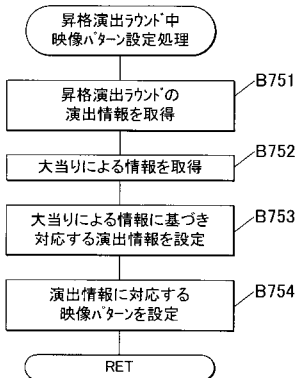 昇格演出ﾗｳﾝﾄﾞ中
映像ﾊﾟﾀｰﾝ設定処理
B751
昇格演出ﾗｳﾝﾄﾞの
演出情報を取得
B752
大当りによる情報を取得
B753
大当りによる情報に基づき
対応する演出情報を設定
B754
演出情報に対応する
映像ﾊﾟﾀｰﾝを設定
RET